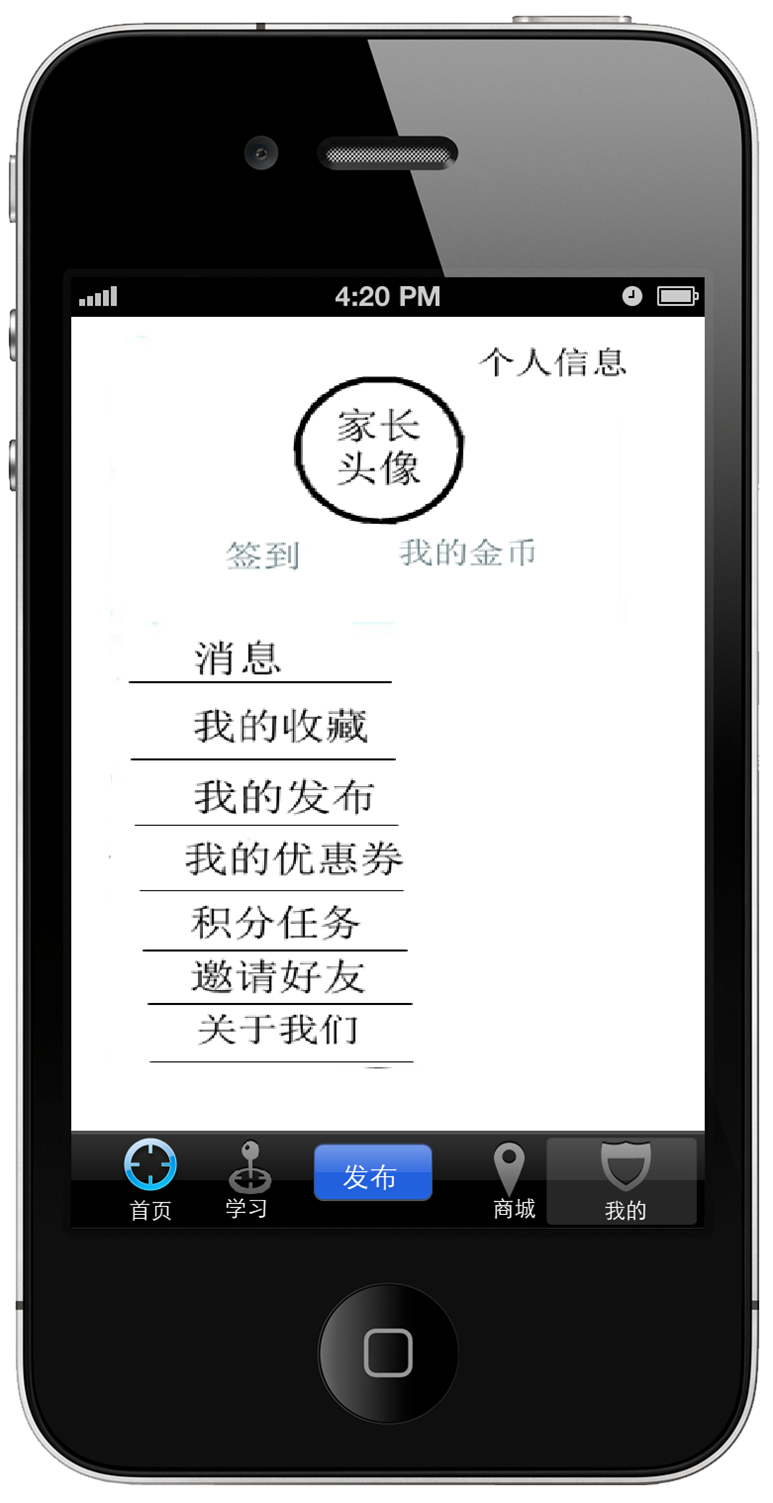 4:20 PM
个人信息
家长
头像
签到 我的金币
消息
我的收藏
我的发布
我的优惠券
积分任务
邀请好友
关于我们
首页 学习 发布 商城 我的